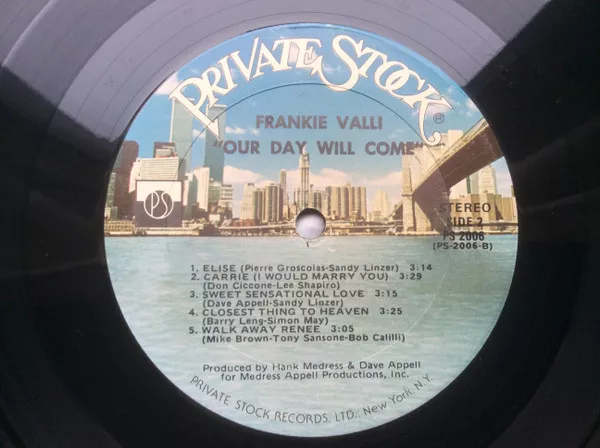 PRIVATE STOCK®
FRANKIE VALLI
"OUR DAY WILL COME"
PS
STEREO
SIDE 2
PS 2006
(PS-2006-B)
1. ELISE (Pierre Groscolas-Sandy Linzer) 3:14
2. CARRIE (I WOULD MARRY YOU) 3:29
(Don Ciccone-Lee Shapiro)
3. SWEET SENSATIONAL LOVE 3:15
(Dave Appell-Sandy Linzer)
4. CLOSEST THING TO HEAVEN 3:25
(Barry Leng-Simon May)
5. WALK AWAY RENEE 3:05
(Mike Brown-Tony Sansone-Bob Calilli)
Produced by Hank Medress & Dave Appell
for Medress Appell Productions, Inc.
PRIVATE STOCK RECORDS, LTD.: New York, N.Y.